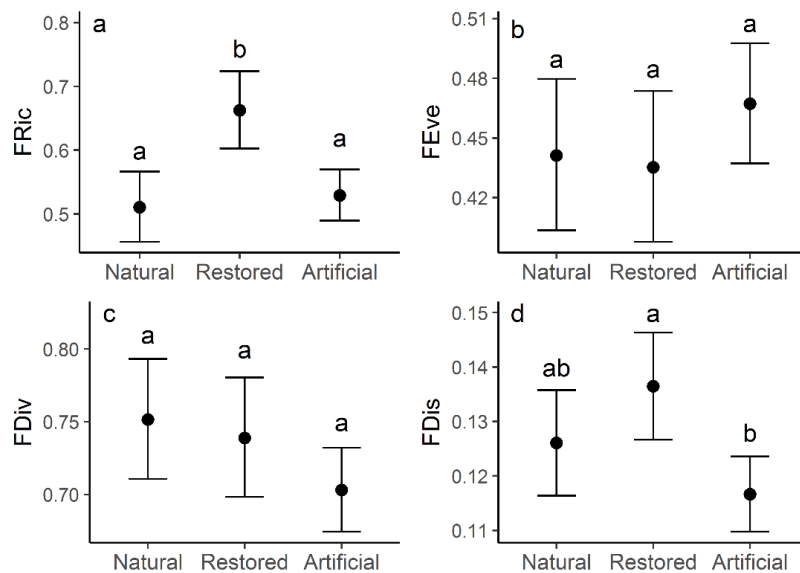 a
0.8
0.7
0.6
0.5
FRic
a
b
a
Natural Restored Artificial
b
0.51
0.48
0.45
0.42
FEve
a
a
a
Natural Restored Artificial
c
0.80
0.75
0.70
FDiv
a
a
a
Natural Restored Artificial
d
0.15
0.14
0.13
0.12
0.11
FDis
ab
a
b
Natural Restored Artificial